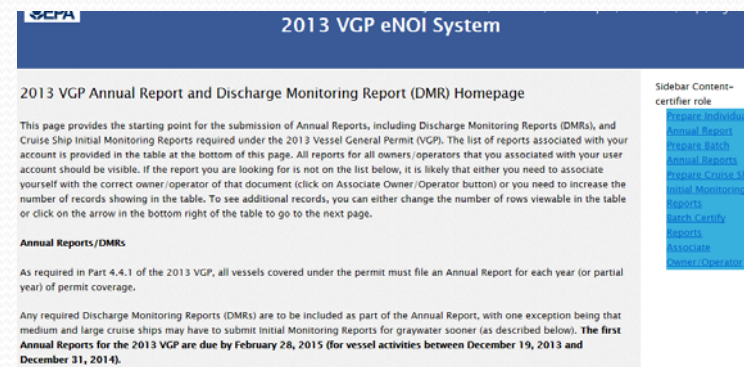 EPA
2013 VGP eNOI System
2013 VGP Annual Report and Discharge Monitoring Report (DMR) Homepage
This page provides the starting point for the submission of Annual Reports, including Discharge Monitoring Reports (DMRs), and
Cruise Ship Initial Monitoring Reports required under the 2013 Vessel General Permit (VGP). The list of reports associated with your
account is provided in the table at the bottom of this page. All reports for all owners/operators that you associated with your user
account should be visible. If the report you are looking for is not on the list below, it is likely that either you need to associate
yourself with the correct owner/operator of that document (click on Associate Owner/Operator button) or you need to increase the
number of records showing in the table. To see additional records, you can either change the number of rows viewable in the table
or click on the arrow in the bottom right of the table to go to the next page.
Annual Reports/DMRs
As required in Part 4.4.1 of the 2013 VGP, all vessels covered under the permit must file an Annual Report for each year (or partial
year) of permit coverage.
Any required Discharge Monitoring Reports (DMRs) are to be included as part of the Annual Report, with one exception being that
medium and large cruise ships may have to submit Initial Monitoring Reports for graywater sooner (as described below). The first
Annual Reports for the 2013 VGP are due by February 28, 2015 (for vessel activities between December 19, 2013 and
December 31, 2014).
Sidebar Content-
certifier role
Prepare Individua
Annual Report
Prepare Batch
Annual Reports
Prepare Cruise Sh
Initial Monitoring
Reports
Batch Certify
Reports
Associate
Owner/Operator